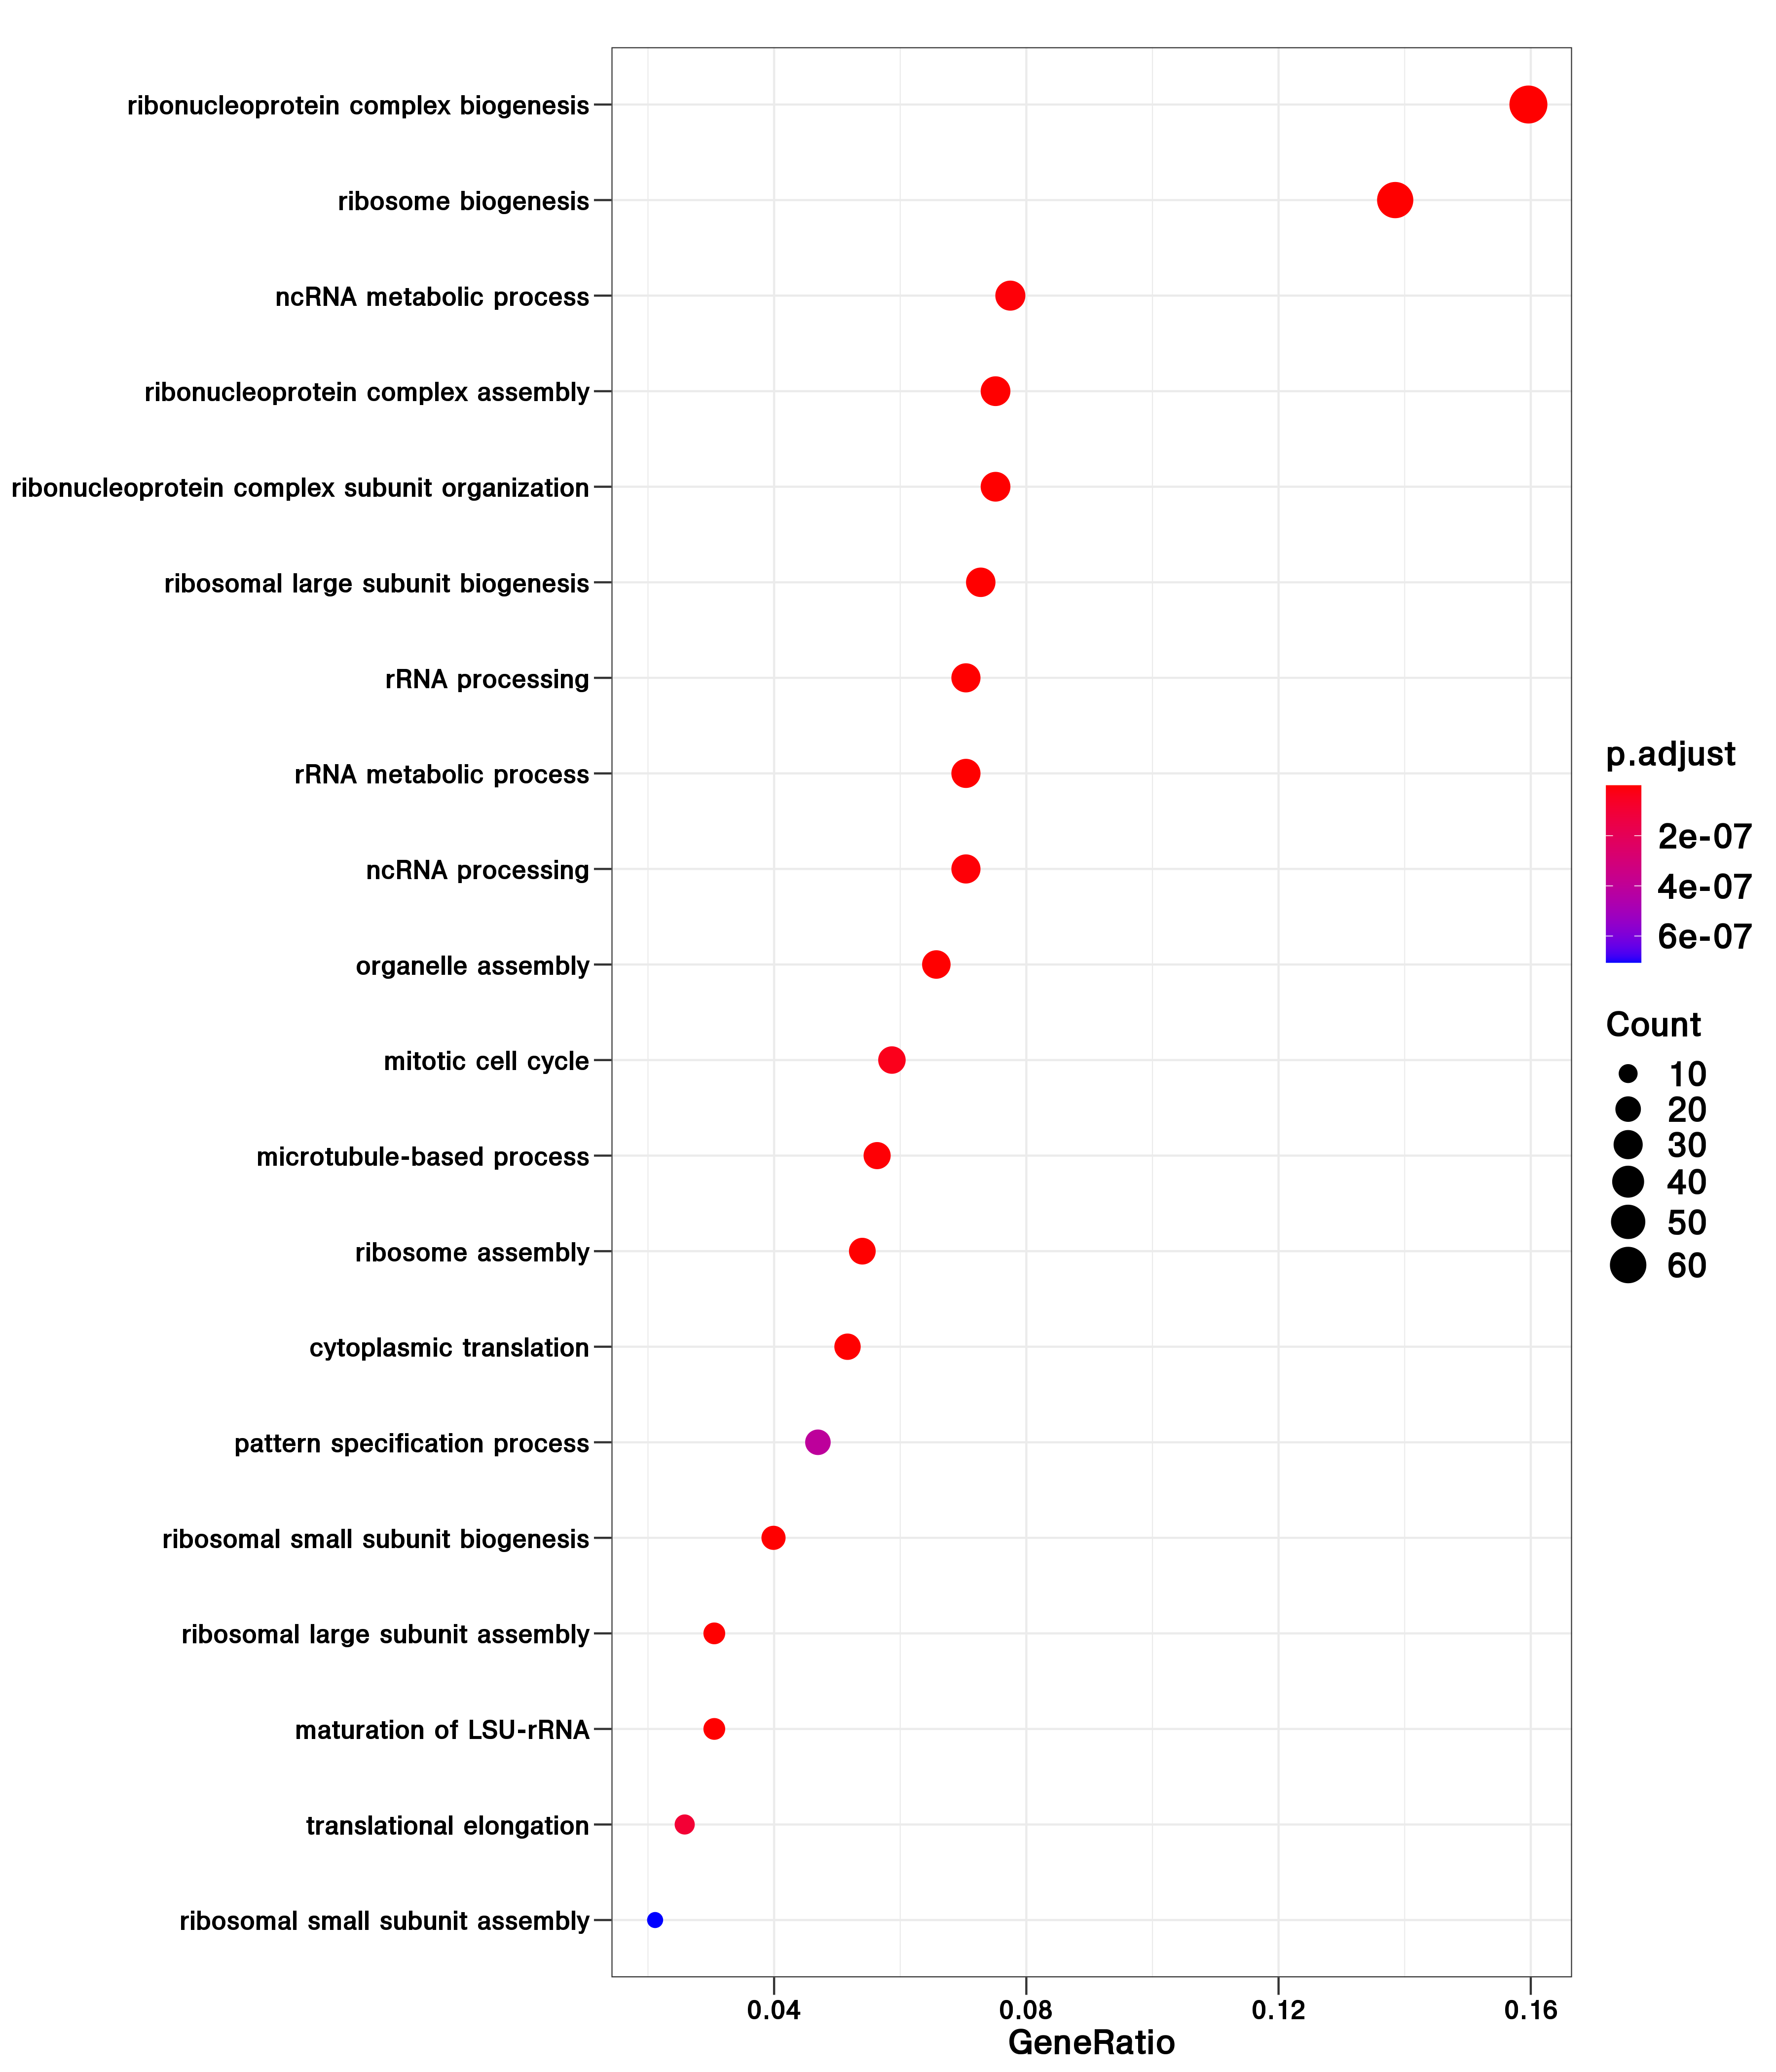 ribonucleoprotein complex biogenesis
ribosome biogenesis
ncRNA metabolic process
ribonucleoprotein complex assembly
ribonucleoprotein complex subunit organization
ribosomal large subunit biogenesis
rRNA processing
rRNA metabolic process
ncRNA processing
organelle assembly
mitotic cell cycle
microtubule-based process
ribosome assembly
cytoplasmic translation
pattern specification process
ribosomal small subunit biogenesis
ribosomal large subunit assembly
maturation of LSU-rRNA
translational elongation
ribosomal small subunit assembly
0.04 0.08 0.12 0.16
GeneRatio
p.adjust
2e-07
4e-07
6e-07
Count
10
20
30
40
50
60